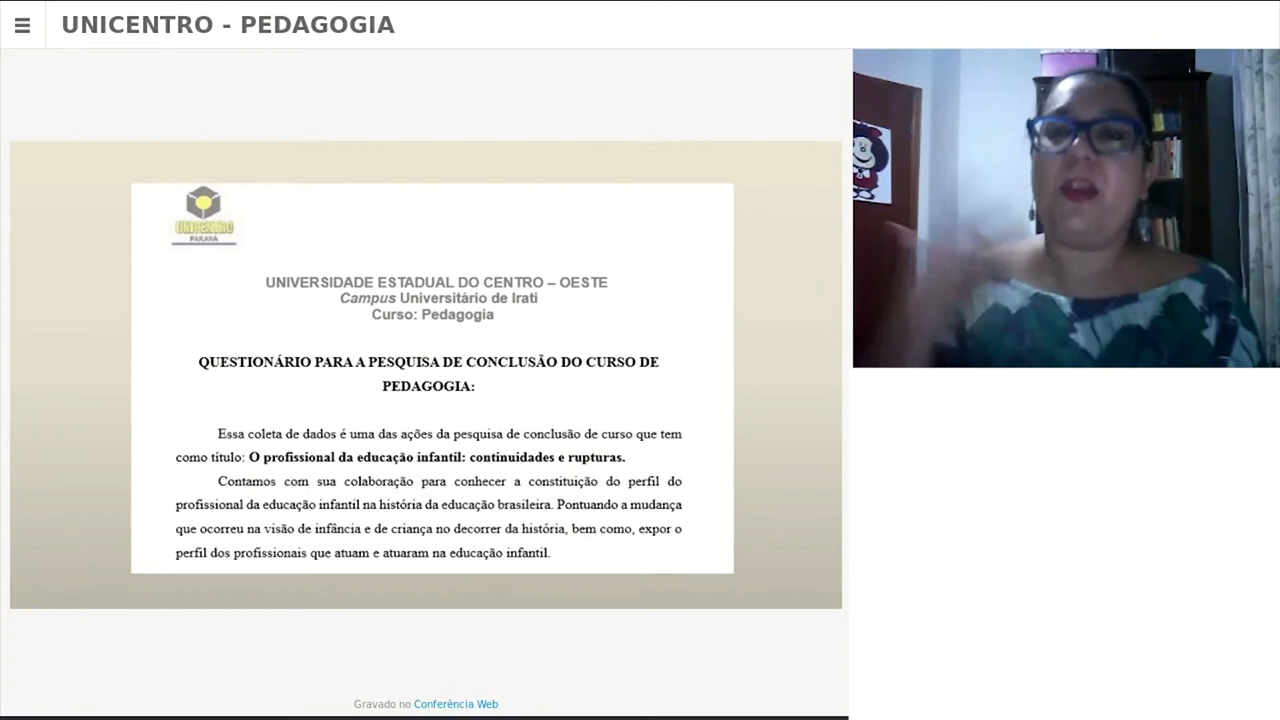 UNICENTRO - PEDAGOGIA
UNICENTRO
PARANÁ
UNIVERSIDADE ESTADUAL DO CENTRO – OESTE
Campus Universitário de Irati
Curso: Pedagogia
QUESTIONÁRIO PARA A PESQUISA DE CONCLUSÃO DO CURSO DE
PEDAGOGIA:
Essa coleta de dados é uma das ações da pesquisa de conclusão de curso que tem
como título: O profissional da educação infantil: continuidades e rupturas.
Contamos com sua colaboração para conhecer a constituição do perfil do
profissional da educação infantil na história da educação brasileira. Pontuando a mudança
que ocorreu na visão de infância e de criança no decorrer da história, bem como, expor o
perfil dos profissionais que atuam e atuaram na educação infantil.
Gravado no Conferência Web